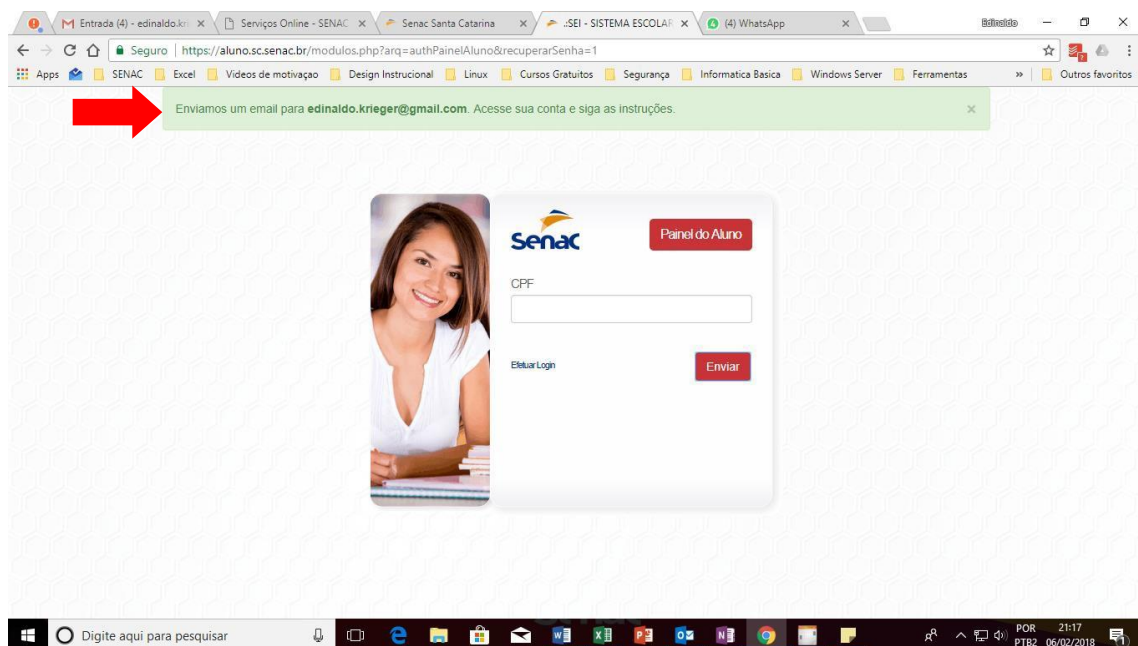 Entrada (4) - edinaldo.kri
Serviços Online - SENAC
Senac Santa Catarina
.:SEI - SISTEMA ESCOLAR
(4) WhatsApp
Edinaldo
Seguro | https://aluno.sc.senac.br/modulos.php?arq=authPainelAluno&recuperarSenha=1
Apps SENAC Excel Videos de motivaçao Design Instrucional Linux Cursos Gratuitos Segurança Informatica Basica Windows Server Ferramentas » Outros favoritos
Enviamos um email para edinaldo.krieger@gmail.com. Acesse sua conta e siga as instruções. ×
Senac
Painel do Aluno
CPF
Efetuar Login
Enviar
Digite aqui para pesquisar
POR 21:17
PTB2 06/02/2018